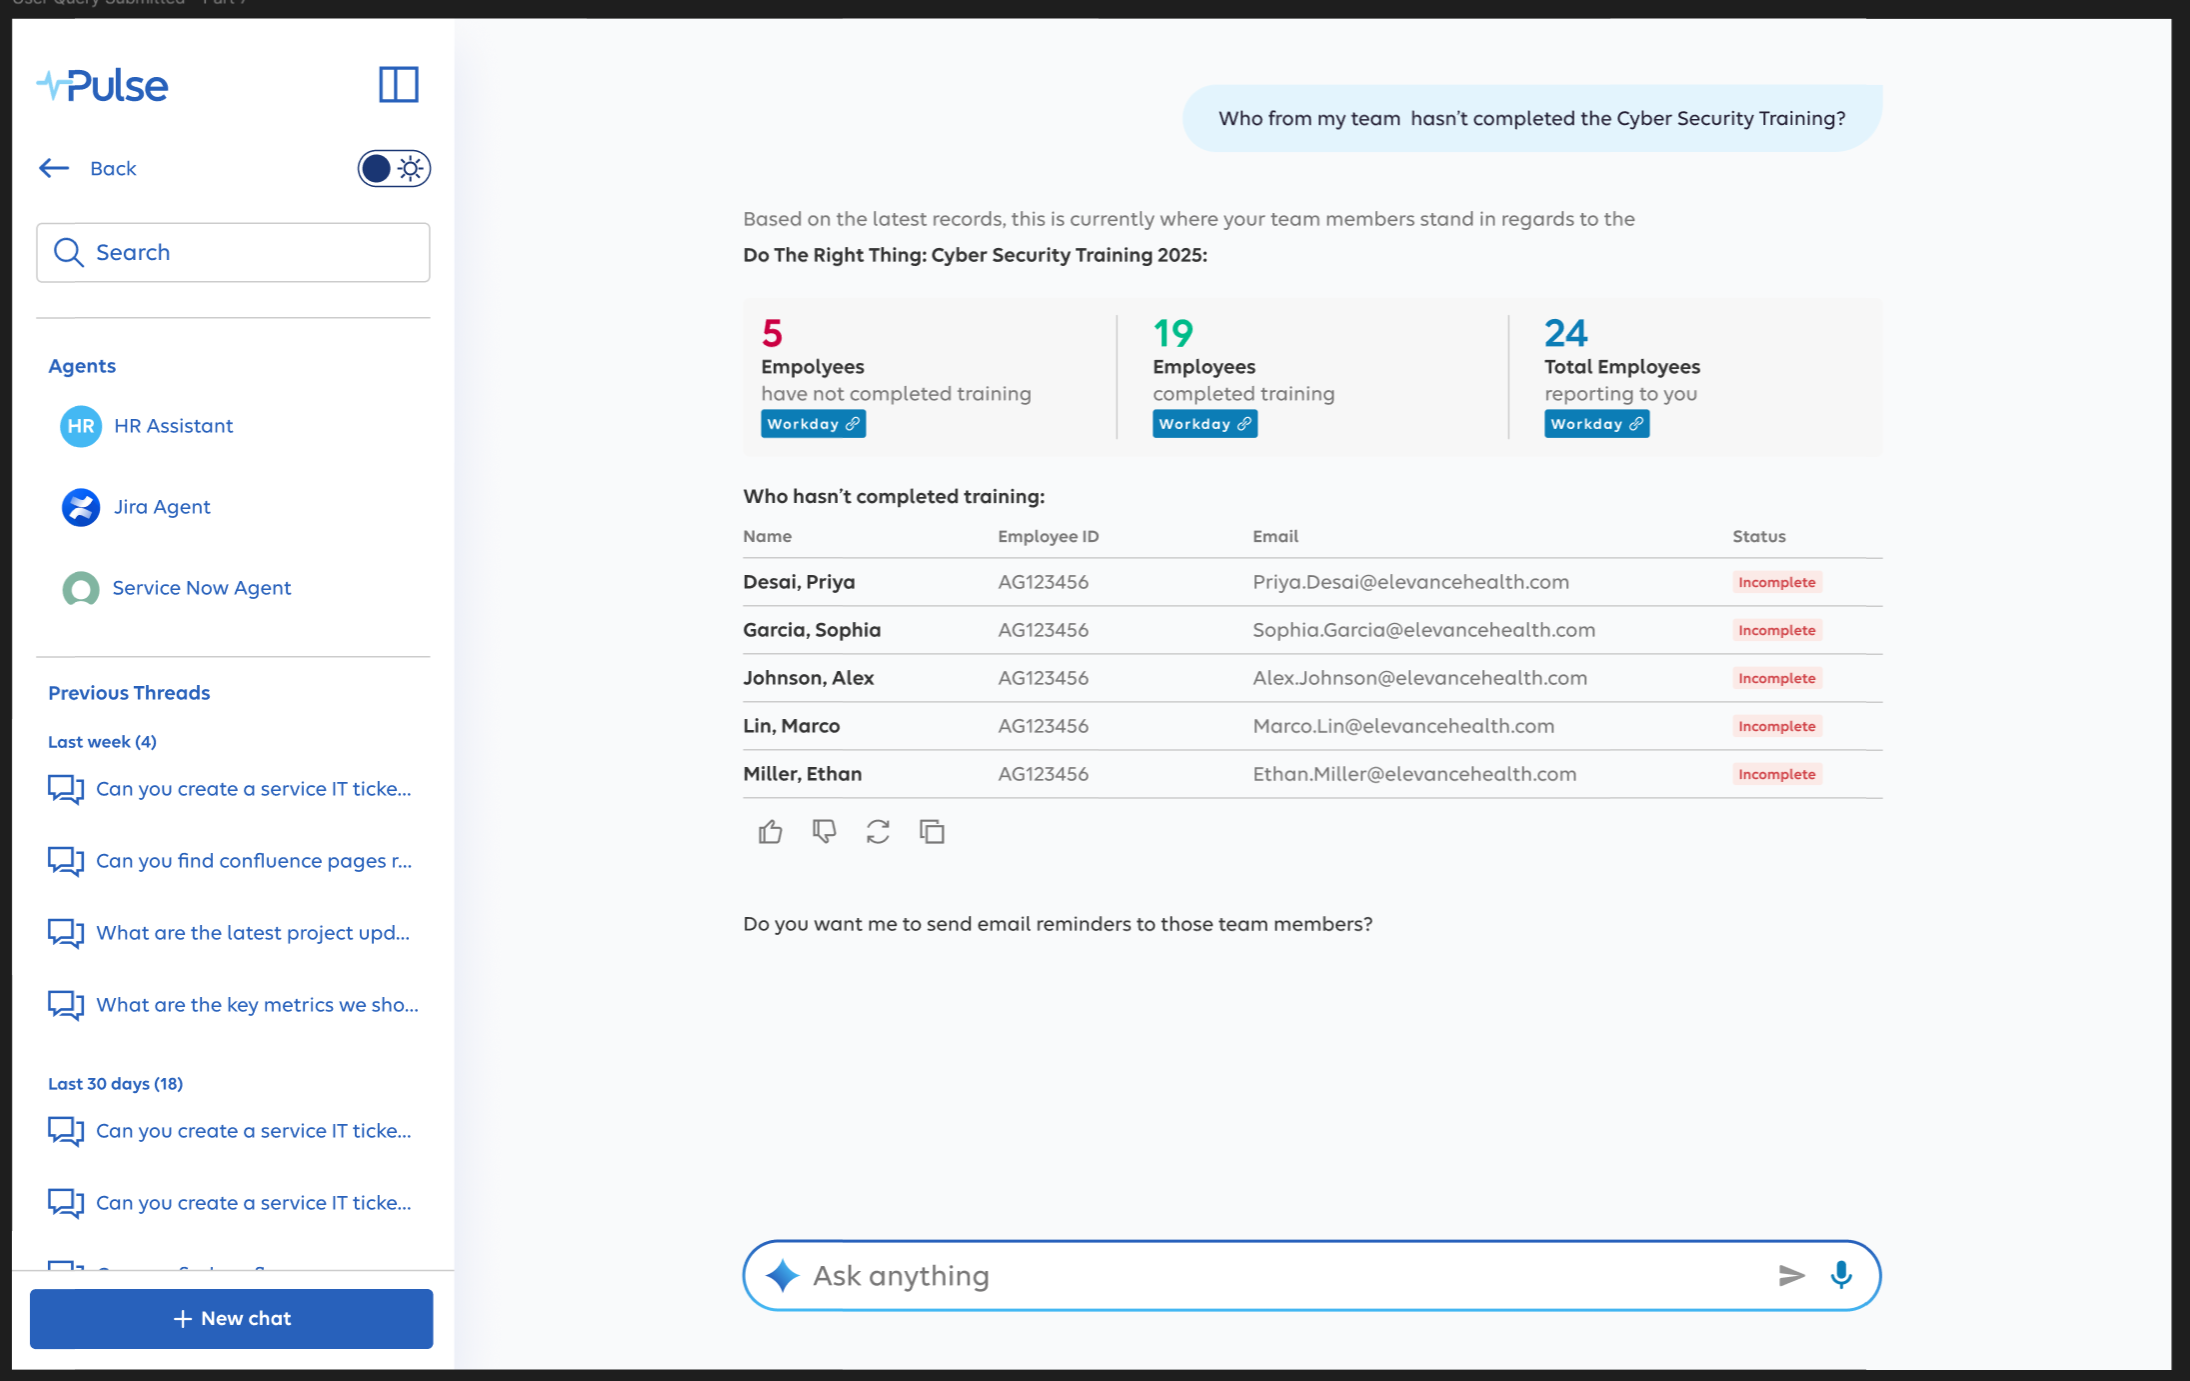 Pulse
Back
Search
Agents
HR HR Assistant
Jira Agent
Service Now Agent
Previous Threads
Last week (4)
Can you create a service IT ticke...
Can you find confluence pages r...
What are the latest project upd...
What are the key metrics we sho...
Last 30 days (18)
Can you create a service IT ticke...
Can you create a service IT ticke...
+ New chat
Who from my team hasn't completed the Cyber Security Training?
Based on the latest records, this is currently where your team members stand in regards to the
Do The Right Thing: Cyber Security Training 2025:
5
Empolyees
have not completed training
Workday
19
Employees
completed training
Workday
24
Total Employees
reporting to you
Workday
Who hasn't completed training:
Name Employee ID Email Status
Desai, Priya AG123456 Priya.Desai@elevancehealth.com Incomplete
Garcia, Sophia AG123456 Sophia.Garcia@elevancehealth.com Incomplete
Johnson, Alex AG123456 Alex.Johnson@elevancehealth.com Incomplete
Lin, Marco AG123456 Marco.Lin@elevancehealth.com Incomplete
Miller, Ethan AG123456 Ethan.Miller@elevancehealth.com Incomplete
Do you want me to send email reminders to those team members?
Ask anything